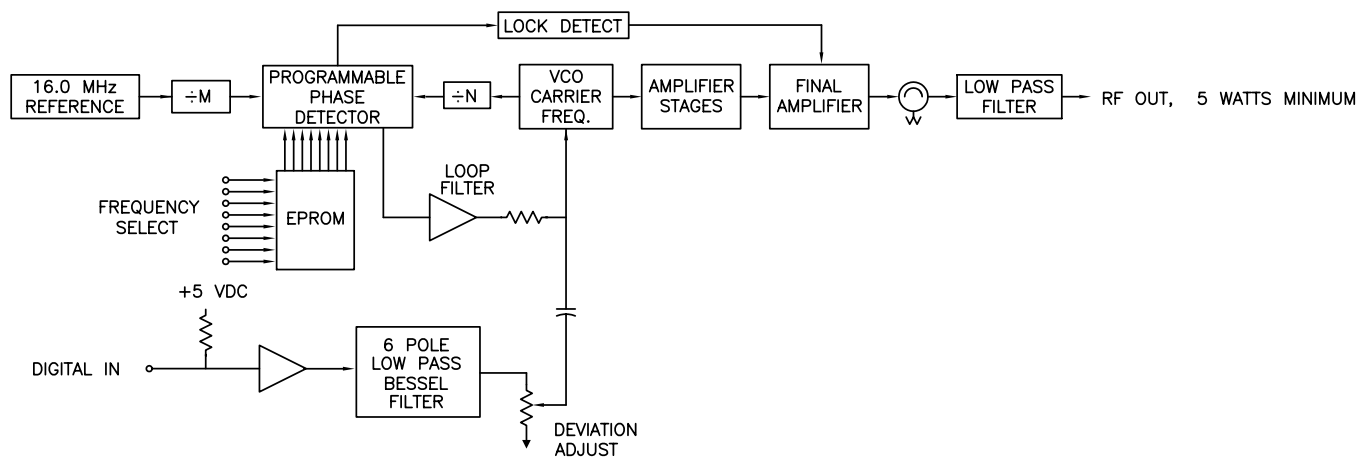 LOCK DETECT
16.0 MHz
REFERENCE
÷M
PROGRAMMABLE
PHASE
DETECTOR
÷N
VCO
CARRIER
FREQ.
AMPLIFIER
STAGES
FINAL
AMPLIFIER
LOW PASS
FILTER
RF OUT, 5 WATTS MINIMUM
LOOP
FILTER
FREQUENCY
SELECT
EPROM
+5 VDC
DIGITAL IN
6 POLE
LOW PASS
BESSEL
FILTER
DEVIATION
ADJUST